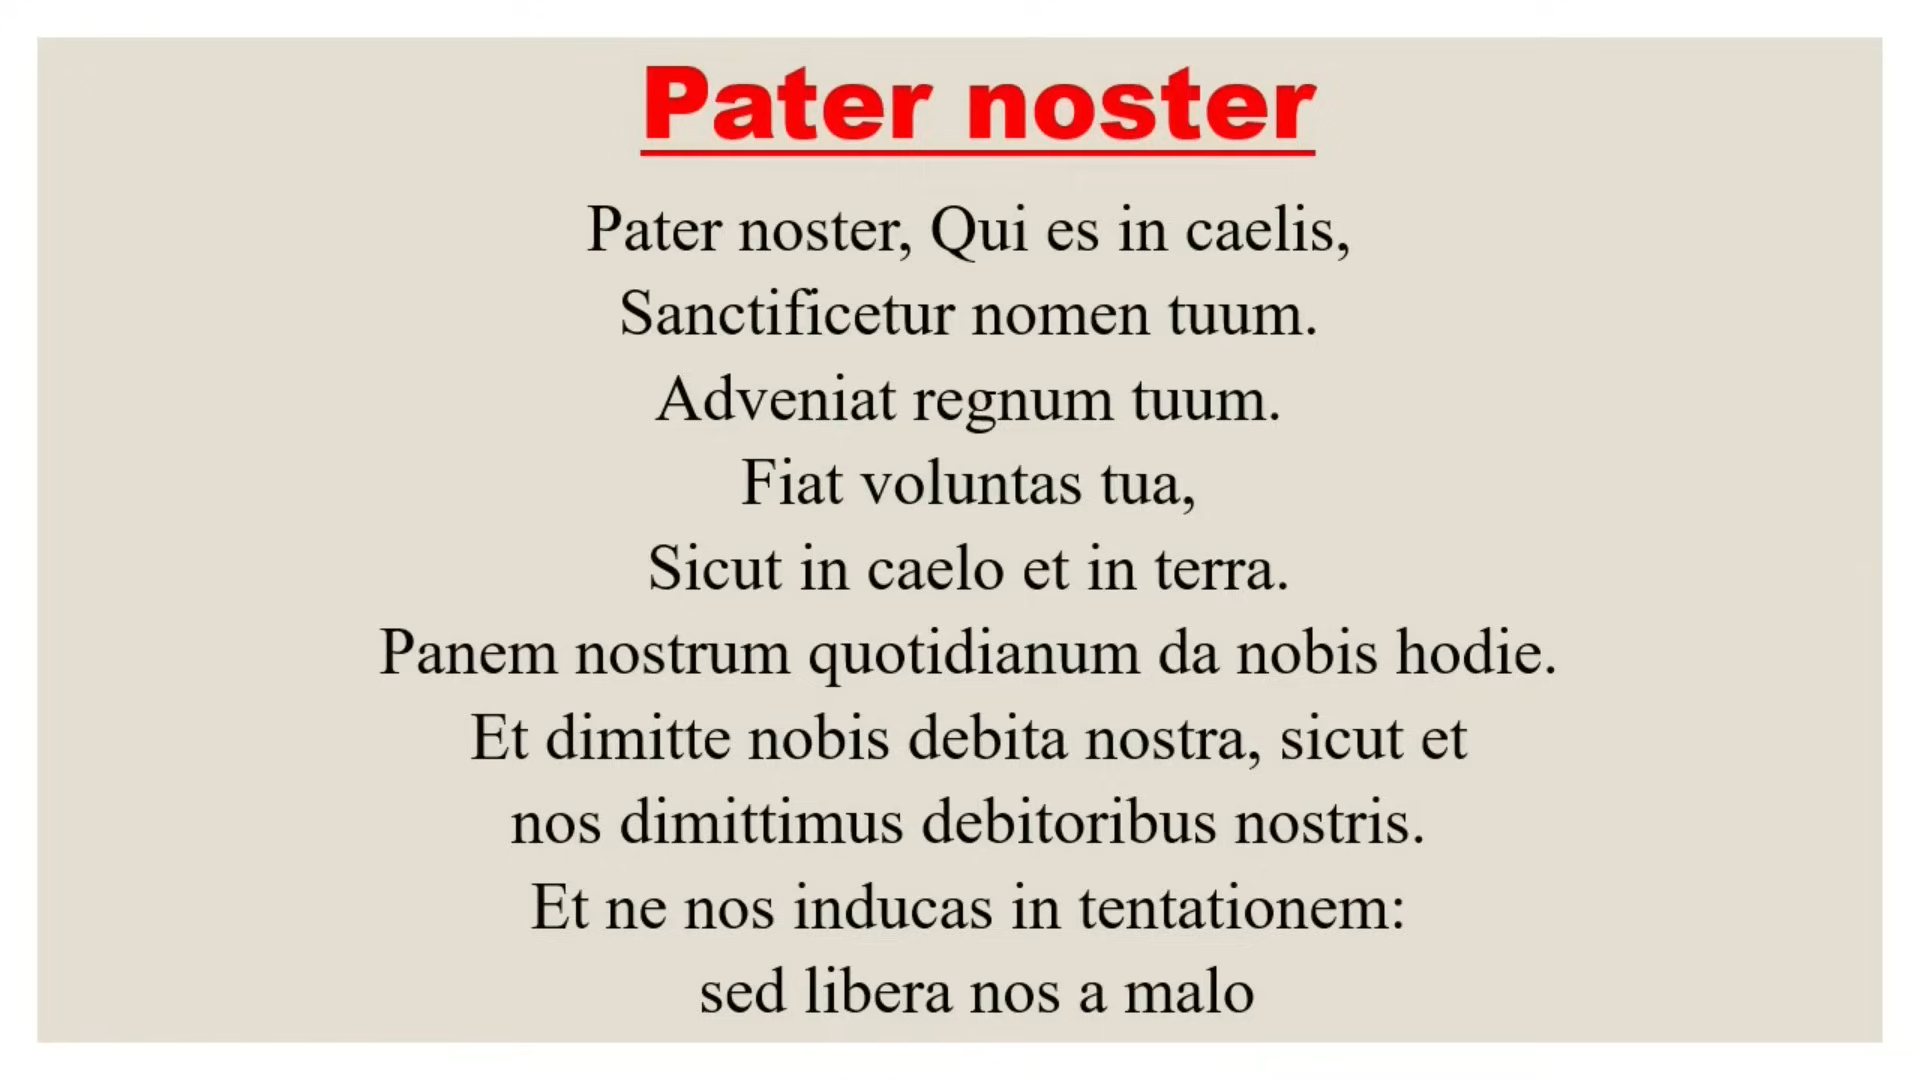 Pater noster
Pater noster, Qui es in caelis,
Sanctificetur nomen tuum.
Adveniat regnum tuum.
Fiat voluntas tua,
Sicut in caelo et in terra.
Panem nostrum quotidianum da nobis hodie.
Et dimitte nobis debita nostra, sicut et
nos dimittimus debitoribus nostris.
Et ne nos inducas in tentationem:
sed libera nos a malo